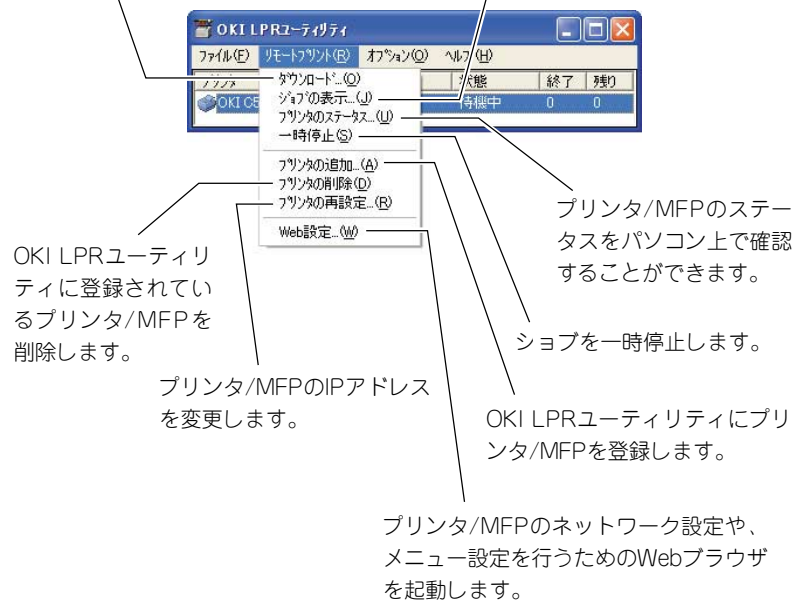 OKI LPRユーティリティ
ファイル(F) リモートプリント(R) オプション(O) ヘルプ(H)
プリンタ 状態 終了 残り
OKI C5 待機中 0 0
ダウンロード...(O)
ジョブの表示...(J)
プリンタのステータス...(U)
一時停止(S)
プリンタの追加...(A)
プリンタの削除(D)
プリンタの再設定...(R)
Web設定...(W)
プリンタ/MFPのステー
タスをパソコン上で確認
することができます。
OKI LPRユーティリ
ティに登録されてい
るプリンタ/MFPを
削除します。
ショブを一時停止します。
プリンタ/MFPのIPアドレス
を変更します。
OKI LPRユーティリティにプリ
ンタ/MFPを登録します。
プリンタ/MFPのネットワーク設定や、
メニュー設定を行うためのWebブラウザ
を起動します。